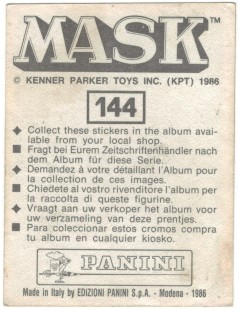 MASK™
© KENNER PARKER TOYS INC. (KPT) 1986
144
Collect these stickers in the album avai-
lable from your local shop.
Fragt bei Eurem Zeitschriftenhändler nach
dem Album für diese Serie.
Demandez à votre détaillant l'Album pour
la collection de ces images.
Chiedete al vostro rivenditore l'album per
la raccolta di queste figurine.
Vraagt aan uw verkoper het album voor
uw verzameling van deze prentjes.
Para coleccionar estos cromos compra
tu album en cualquier kiosko.
PANINI
Made in Italy by EDIZIONI PANINI S.p.A. - Modena - 1986